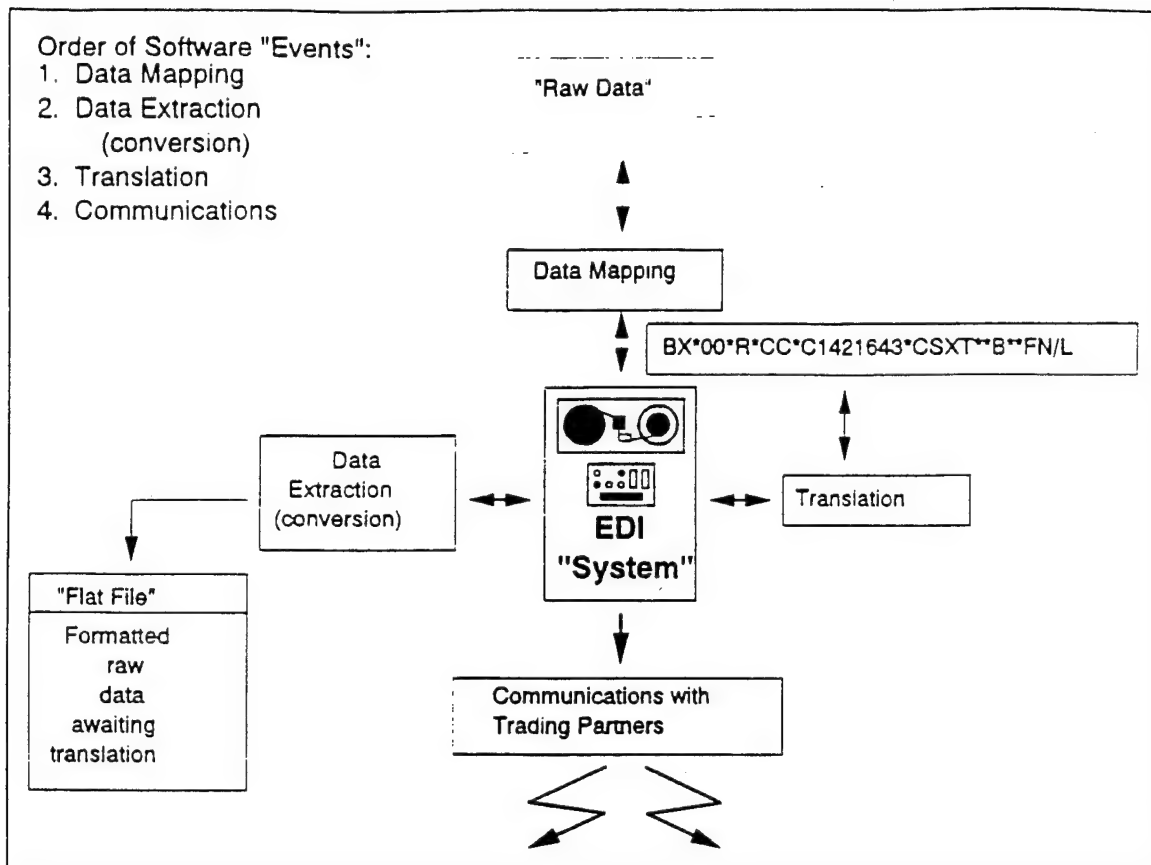 Order of Software "Events":
1. Data Mapping
2. Data Extraction
(conversion)
3. Translation
4. Communications
"Raw Data"
Data Mapping
BX*00*R*CC*C1421643*CSXT**B**FN/L
Data
Extraction
(conversion)
EDI
"System"
Translation
"Flat File"
Formatted
raw
data
awaiting
translation
Communications with
Trading Partners